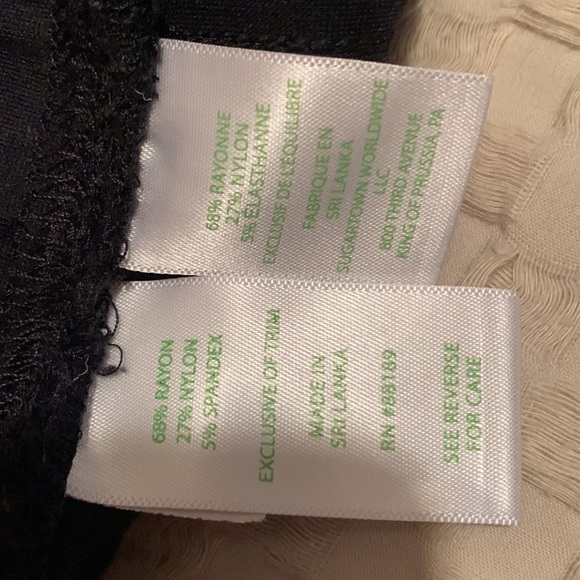 68% RAYONNE
27% NYLON
5% ÉLASTHANNE
EXCLUSIF DE L'EQUILIBRE
FABRIQUE EN
SRI LANKA
SUGARTOWN WORLDWIDE
LLC
800 THIRD AVENUE
KING OF PRUSSIA, PA
68% RAYON
27% NYLON
5% SPANDEX
EXCLUSIVE OF TRIM
MADE IN
SRI LANKA
RN #88189
SEE REVERSE
FOR CARE